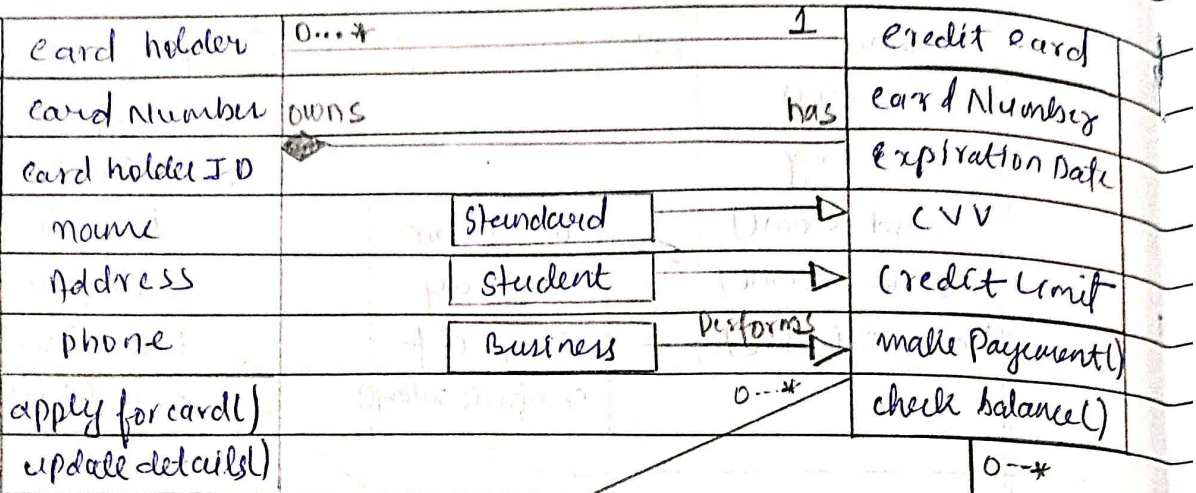 Card holder 0...* 1 Credit card
Card Number owns has Card Number
Card holder ID Expiration Date
name Standard CVV
Address Student Credit Limit
phone Business Performs make Payement()
apply for card() 0...* check balance()
update details() 0--*